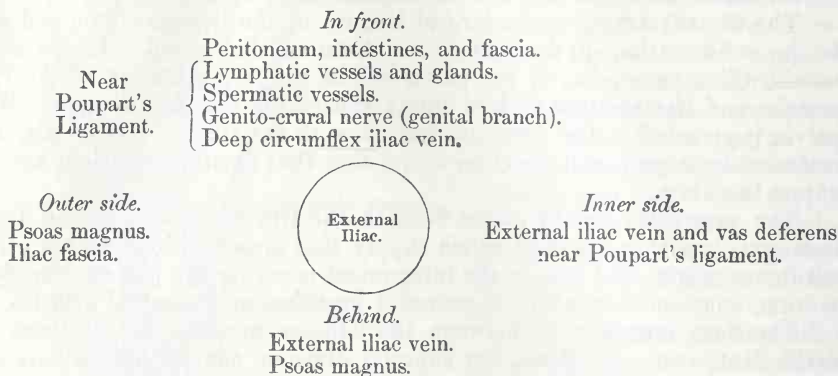 In front.
Peritoneum, intestines, and fascia.
Near
Poupart's
Ligament.
Lymphatic vessels and glands.
Spermatic vessels.
Genito-crural nerve (genital branch).
Deep circumflex iliac vein.
Outer side.
Psoas magnus.
Iliac fascia.
External
Iliac.
Inner side.
External iliac vein and vas deferens
near Poupart's ligament.
Behind.
External iliac vein.
Psoas magnus.